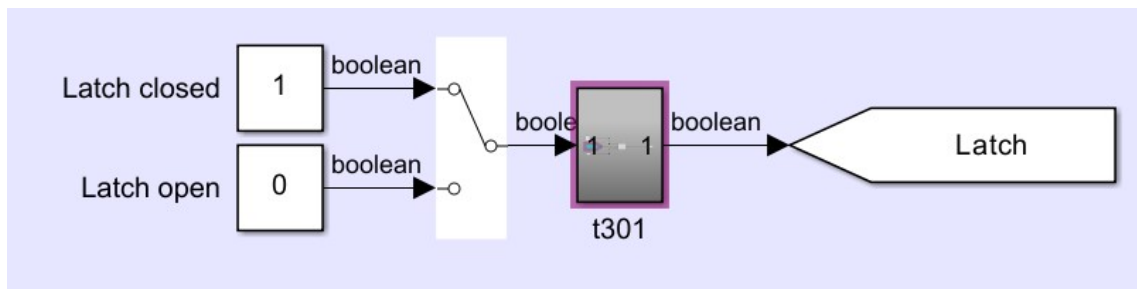 Latch closed
1
boolean
Latch open
0
boolean
boole
1
1
t301
boolean
Latch